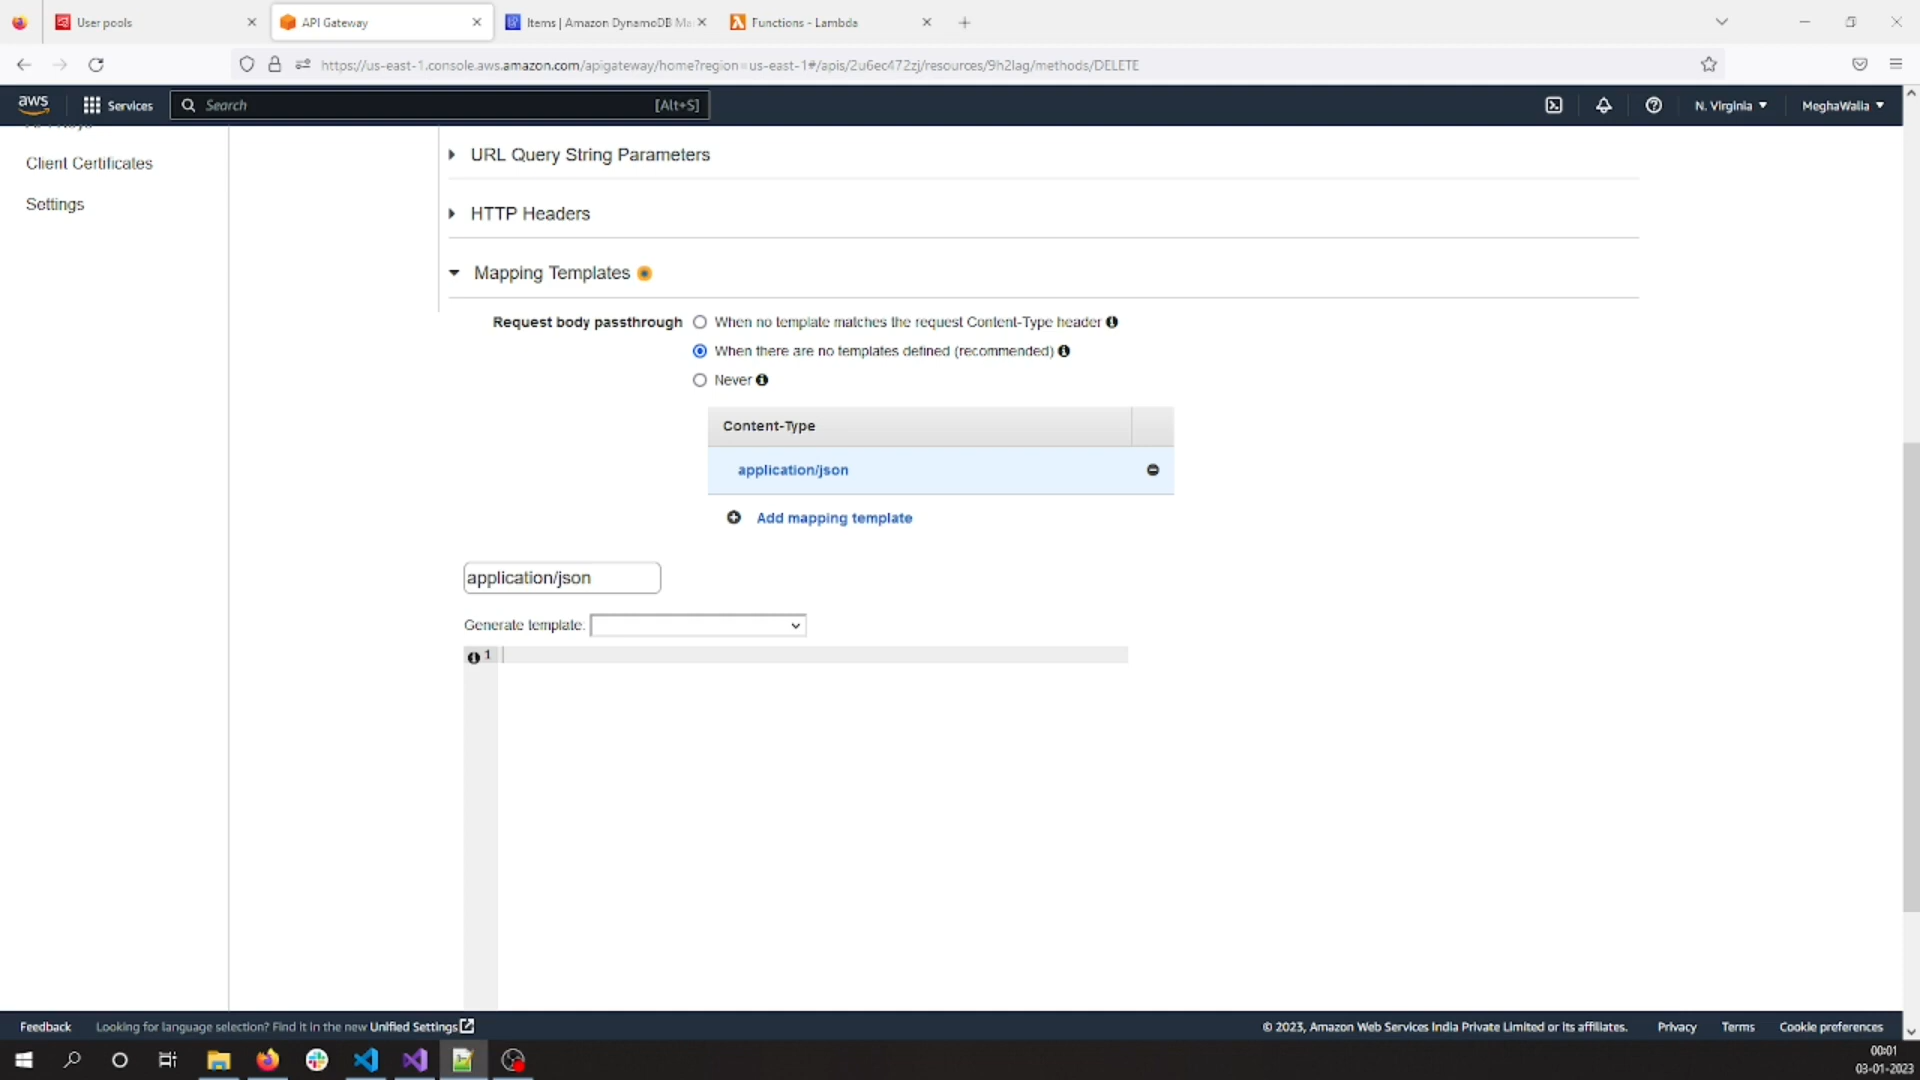 User pools
API Gateway
Items | Amazon DynamoDB Ma
Functions - Lambda
https://us-east-1.console.aws.amazon.com/apigateway/home?region=us-east-1#/apis/2u6ec472zj/resources/9h2lag/methods/DELETE
aws
Services
Search
[Alt+S]
N. Virginia
MeghaWalia
Client Certificates
Settings
URL Query String Parameters
HTTP Headers
Mapping Templates
Request body passthrough
When no template matches the request Content-Type header
When there are no templates defined (recommended)
Never
Content-Type
application/json
Add mapping template
application/json
Generate template:
1
Feedback
Looking for language selection? Find it in the new Unified Settings
© 2023, Amazon Web Services India Private Limited or its affiliates.
Privacy
Terms
Cookie preferences
00:01
03-01-2023